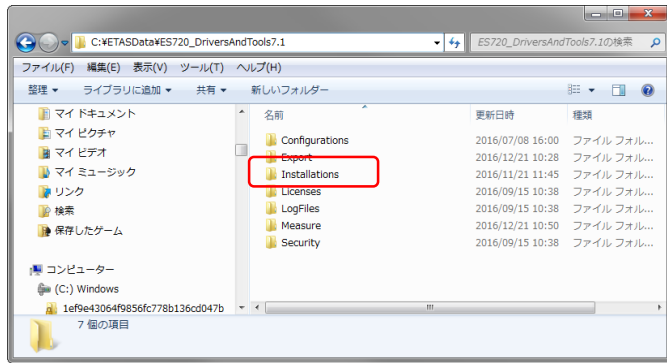 C:¥ETASData¥ES720_DriversAndTools7.1
ES720_DriversAndTools7.1の検索
ファイル(F) 編集(E) 表示(V) ツール(T) ヘルプ(H)
整理 ライブラリに追加 共有 新しいフォルダー
マイ ドキュメント
マイ ピクチャ
マイ ビデオ
マイ ミュージック
リンク
検索
保存したゲーム
コンピューター
(C:) Windows
1ef9e43064f9856fc778b136cd047b
名前 更新日時 種類
Configurations 2016/07/08 16:00 ファイル フォル...
Export 2016/12/21 10:28 ファイル フォル...
Installations 2016/11/21 11:45 ファイル フォル...
Licenses 2016/09/15 10:38 ファイル フォル...
LogFiles 2016/09/15 10:38 ファイル フォル...
Measure 2016/12/21 10:50 ファイル フォル...
Security 2016/09/15 10:38 ファイル フォル...
7 個の項目